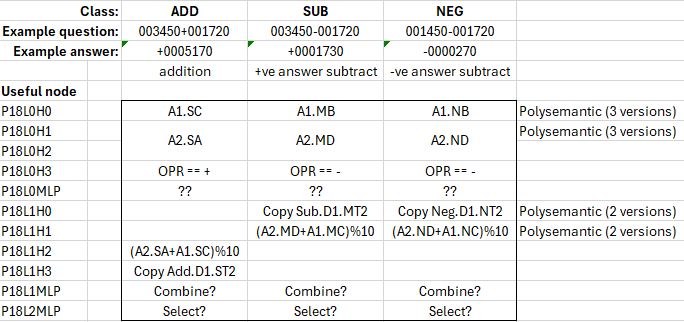 Class: ADD SUB NEG
Example question: 003450+001720 003450-001720 001450-001720
Example answer: +0005170 +0001730 -0000270
addition +ve answer subtract -ve answer subtract
Useful node
P18L0H0 A1.SC A1.MB A1.NB Polysemantic (3 versions)
P18L0H1 A2.SA A2.MD A2.ND Polysemantic (3 versions)
P18L0H2
P18L0H3 OPR == + OPR == - OPR == -
P18L0MLP ?? ?? ??
P18L1H0 Copy Sub.D1.MT2 Copy Neg.D1.NT2 Polysemantic (2 versions)
P18L1H1 (A2.MD+A1.MC)%10 (A2.ND+A1.NC)%10 Polysemantic (2 versions)
P18L1H2 (A2.SA+A1.SC)%10
P18L1H3 Copy Add.D1.ST2
P18L1MLP Combine? Combine? Combine?
P18L2MLP Select? Select? Select?